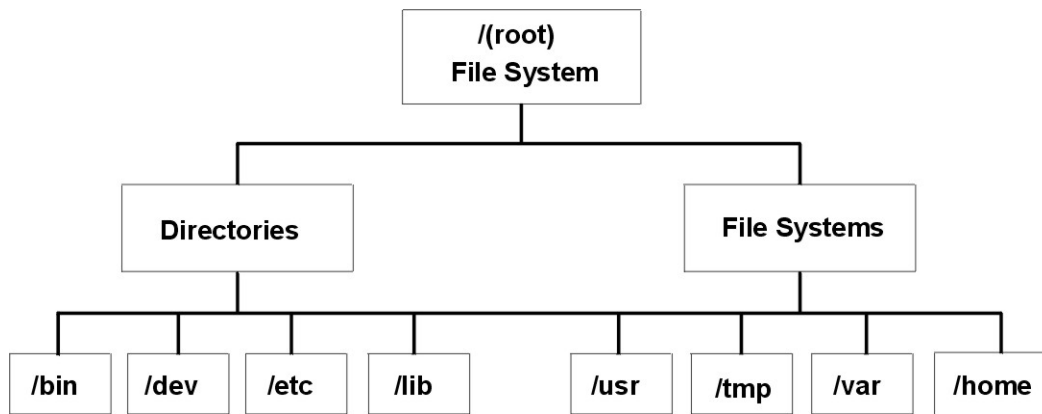 /(root)
File System
Directories
File Systems
/bin
/dev
/etc
/lib
/usr
/tmp
/var
/home